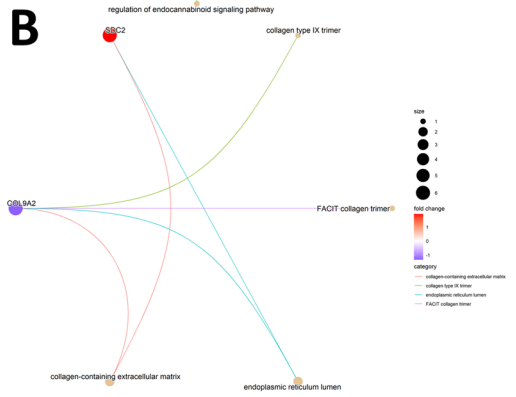 B
regulation of endocannabinoid signaling pathway
SRC2
collagen type IX trimer
COL9A2
FACIT collagen trimer
collagen-containing extracellular matrix
endoplasmic reticulum lumen
size
1
2
3
4
5
6
fold change
1
0
-1
category
collagen-containing extracellular matrix
collagen type IX trimer
endoplasmic reticulum lumen
FACIT collagen trimer